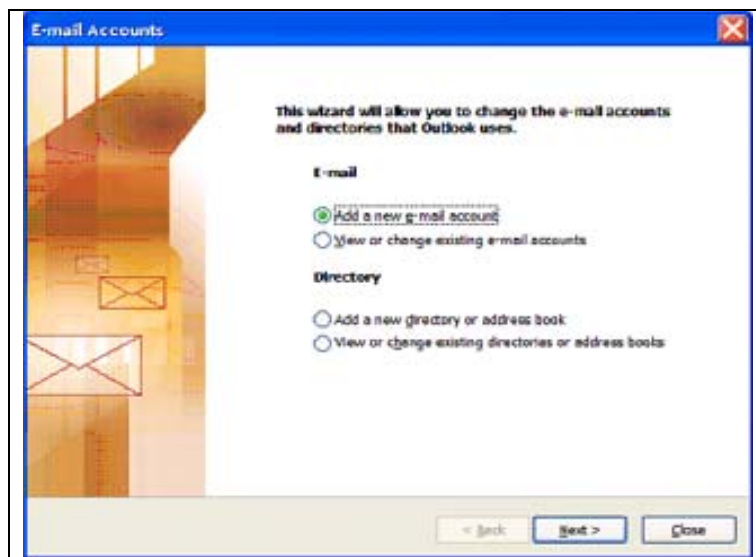 E-mail Accounts
This wizard will allow you to change the e-mail accounts
and directories that Outlook uses.
E-mail
Add a new e-mail account
View or change existing e-mail accounts
Directory
Add a new directory or address book
View or change existing directories or address books
< Back Next > Close